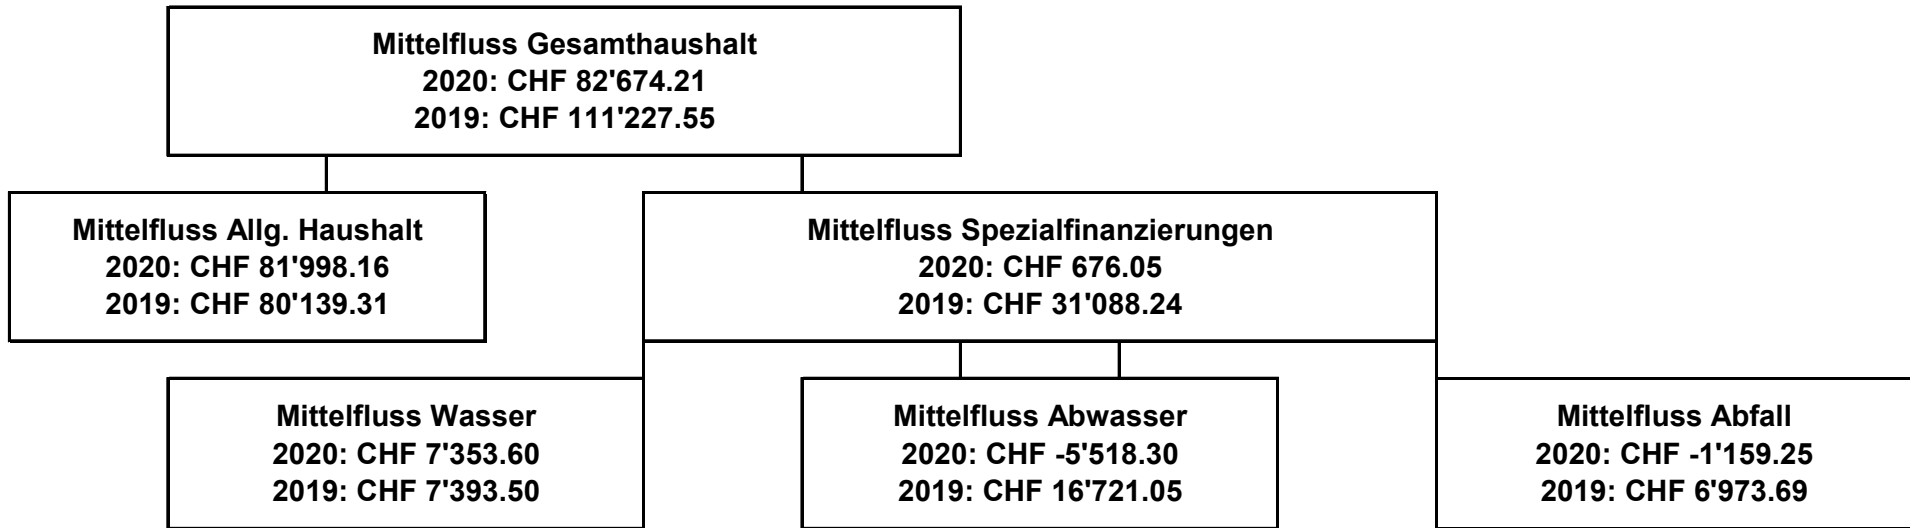 Mittelfluss Gesamthaushalt
2020: CHF 82'674.21
2019: CHF 111'227.55
Mittelfluss Allg. Haushalt
2020: CHF 81'998.16
2019: CHF 80'139.31
Mittelfluss Spezialfinanzierungen
2020: CHF 676.05
2019: CHF 31'088.24
Mittelfluss Wasser
2020: CHF 7'353.60
2019: CHF 7'393.50
Mittelfluss Abwasser
2020: CHF -5'518.30
2019: CHF 16'721.05
Mittelfluss Abfall
2020: CHF -1'159.25
2019: CHF 6'973.69